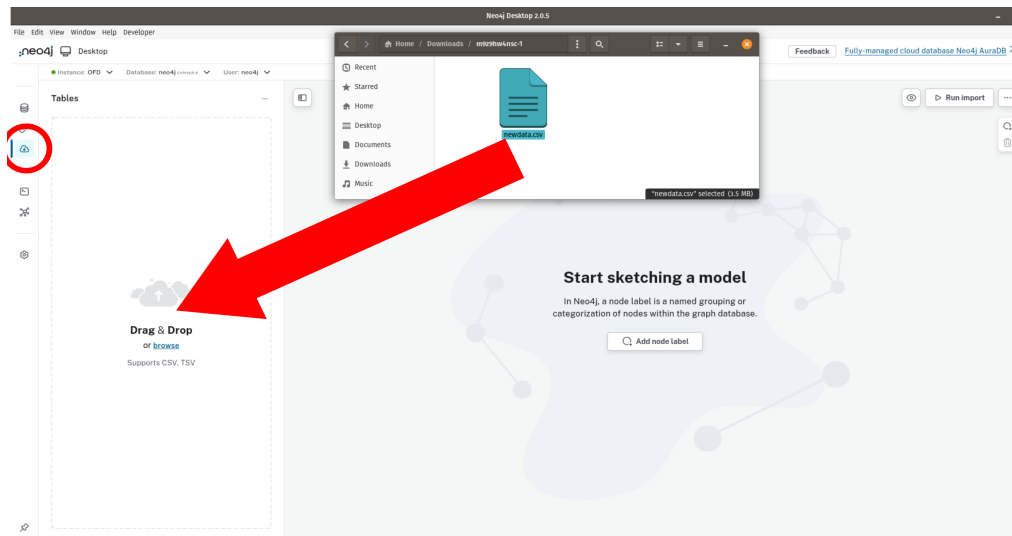 Neo4j Desktop 2.0.5
File Edit View Window Help Developer
:neo4j Desktop
Home / Downloads / m9z9hw4nsc-1
Feedback
Fully-managed cloud database Neo4j AuraDB
Instance: OFD
Database: neo4j
User: neo4j
Tables
Run import
Recent
Starred
Home
Desktop
Documents
Downloads
Music
newdata.csv
"newdata.csv" selected (3.5 MB)
Drag & Drop
or browse
Supports CSV, TSV
Start sketching a model
In Neo4j, a node label is a named grouping or
categorization of nodes within the graph database.
Add node label